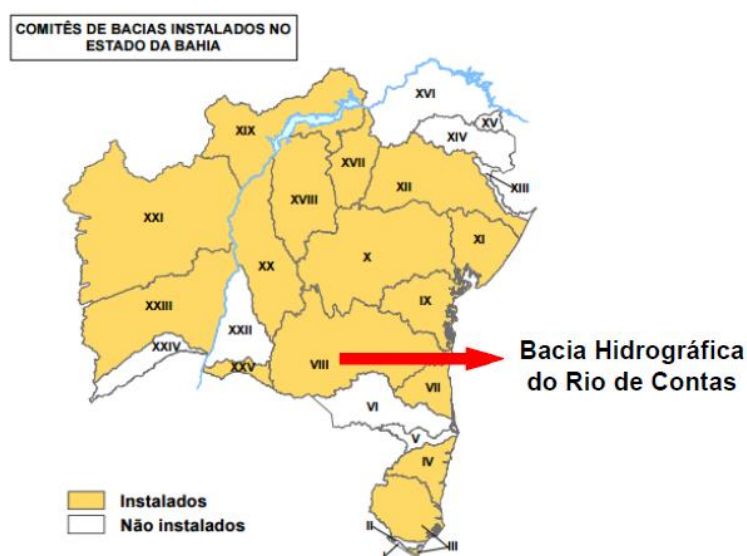 COMITÊS DE BACIAS INSTALADOS NO
ESTADO DA BAHIA
XVI
XV
XIX
XIV
XVII
XIII
XII
XVIII
XXI
XI
X
XX
IX
XXIII
XXII
XXIV
VIII
Bacia Hidrográfica
do Rio de Contas
XXV
VII
VI
V
IV
Instalados
Não instalados
II
III